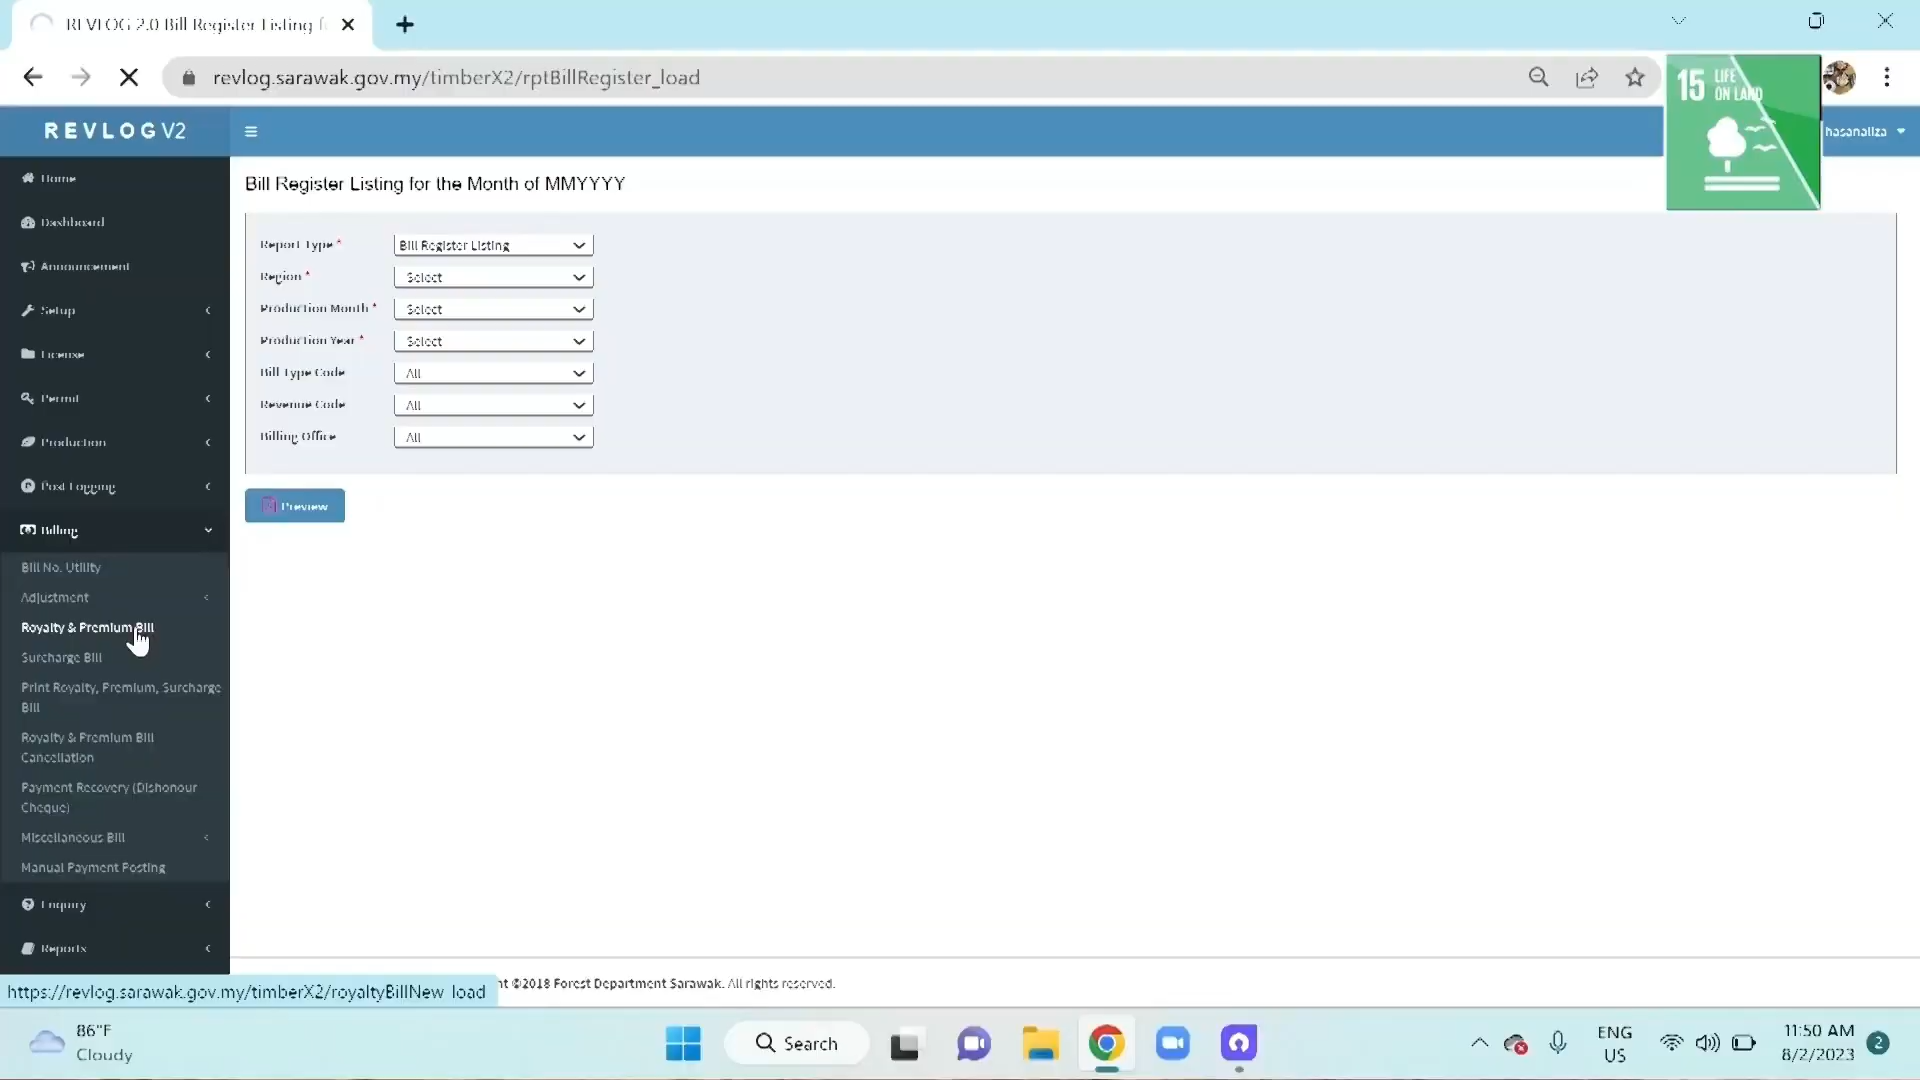 REVLOG 2.0 Bill Register Listing f
revlog.sarawak.gov.my/timberX2/rptBillRegister_load
15 LIFE
ON LAND
REVLOGV2
hasanaliza
Home
Dashboard
Announcement
Setup
License
Permit
Production
Post Logging
Billing
Bill No. Utility
Adjustment
Royalty & Premium Bill
Surcharge Bill
Print Royalty, Premium, Surcharge
Bill
Royalty & Premium Bill
Cancellation
Payment Recovery (Dishonour
Cheque)
Miscellaneous Bill
Manual Payment Posting
Enquiry
Reports
Bill Register Listing for the Month of MMYYYY
Report Type * Bill Register Listing
Region * Select
Production Month * Select
Production Year * Select
Bill Type Code All
Revenue Code All
Billing Office All
Preview
https://revlog.sarawak.gov.my/timberX2/royaltyBillNew_load
©2018 Forest Department Sarawak. All rights reserved.
86°F
Cloudy
Search
ENG
US
11:50 AM
8/2/2023
2